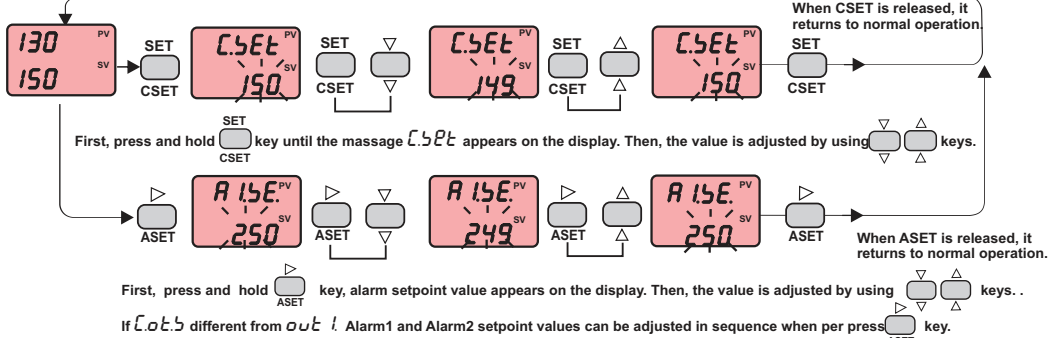 When CSET is released, it
returns to normal operation.
130 PV
150 SV
SET
CSET
C.SEt PV
150 SV
SET
CSET
▽
▽
C.SEt PV
149 SV
SET
CSET
△
△
C.SEt PV
150 SV
SET
CSET
First, press and hold SET CSET key until the massage C.SEt appears on the display. Then, the value is adjusted by using ▽ ▽ △ △ keys.
▷
ASET
A1.SE. PV
250 SV
▷
ASET
▽
▽
A1.SE. PV
249 SV
▷
ASET
△
△
A1.SE. PV
250 SV
▷
ASET
When ASET is released, it
returns to normal operation.
First, press and hold ▷ ASET key, alarm setpoint value appears on the display. Then, the value is adjusted by using ▽ ▽ △ △ keys. .
If C.ot.S different from out 1. Alarm1 and Alarm2 setpoint values can be adjusted in sequence when per press ▷ ASET key.